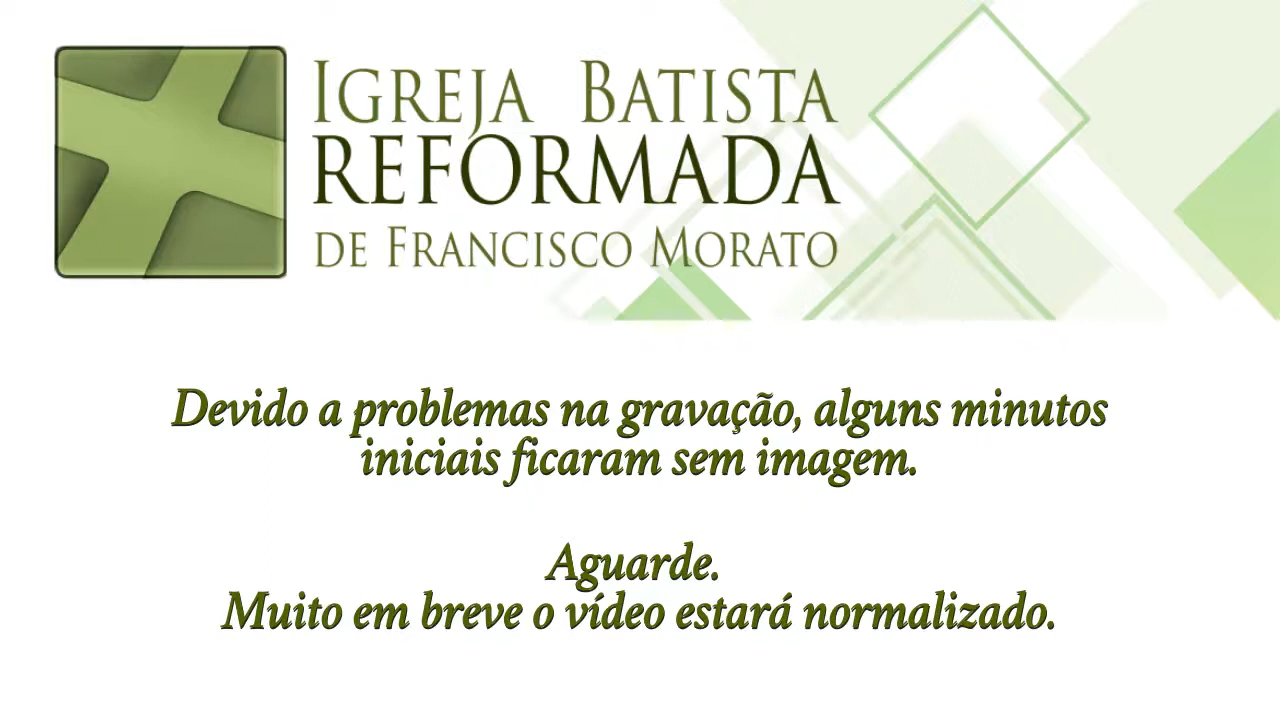 IGREJA BATISTA
REFORMADA
DE FRANCISCO MORATO
Devido a problemas na gravação, alguns minutos
iniciais ficaram sem imagem.
Aguarde.
Muito em breve o vídeo estará normalizado.